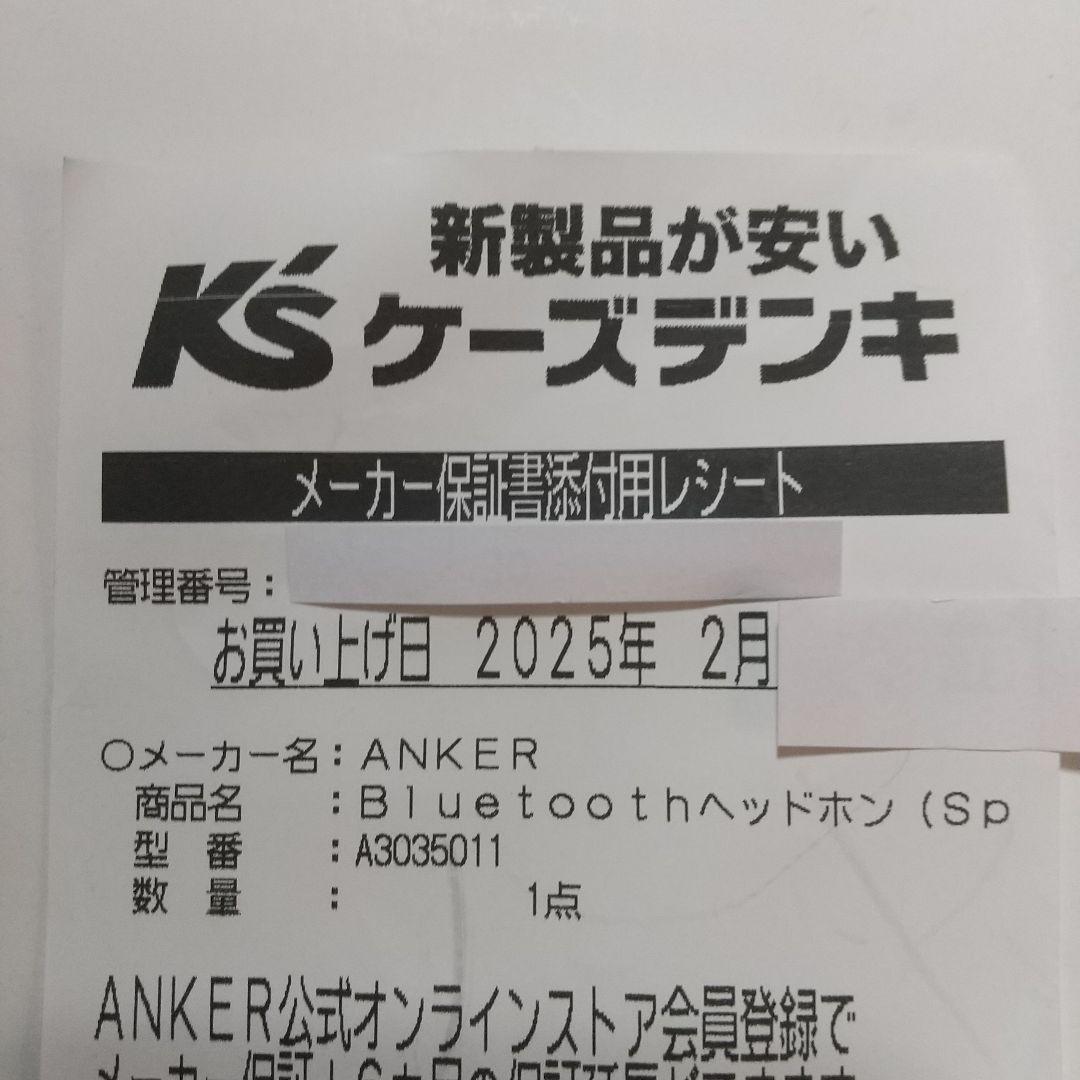 新製品が安い
K's ケーズデンキ
メーカー保証書添付用レシート
管理番号：
お買い上げ日 2025年 2月
○メーカー名：ANKER
商品名 ：Bluetoothヘッドホン（Sp
型 番 ：A3035011
数 量 ： 1点
ANKER公式オンラインストア会員登録で